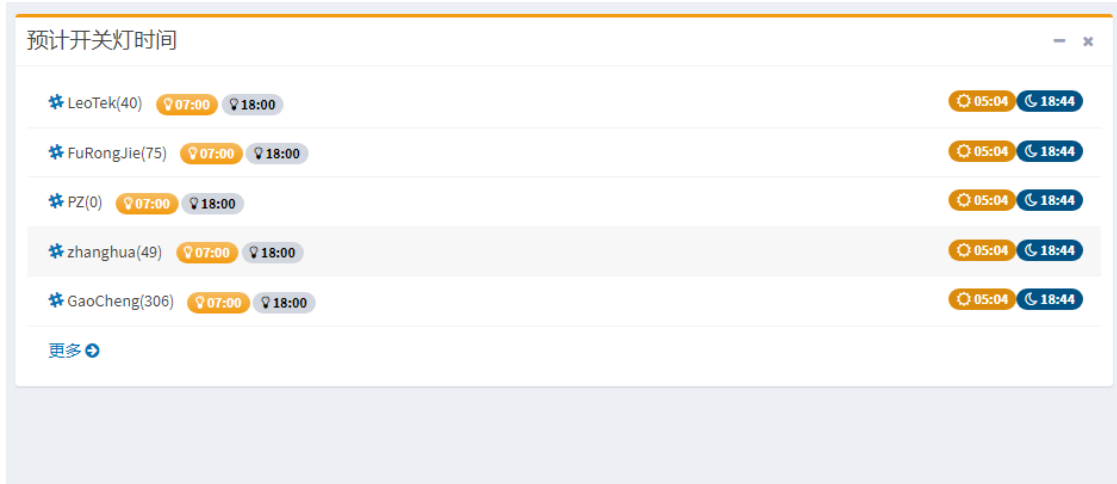 预计开关灯时间
LeoTek(40) 07:00 18:00 05:04 18:44
FuRongJie(75) 07:00 18:00 05:04 18:44
PZ(0) 07:00 18:00 05:04 18:44
zhanghua(49) 07:00 18:00 05:04 18:44
GaoCheng(306) 07:00 18:00 05:04 18:44
更多